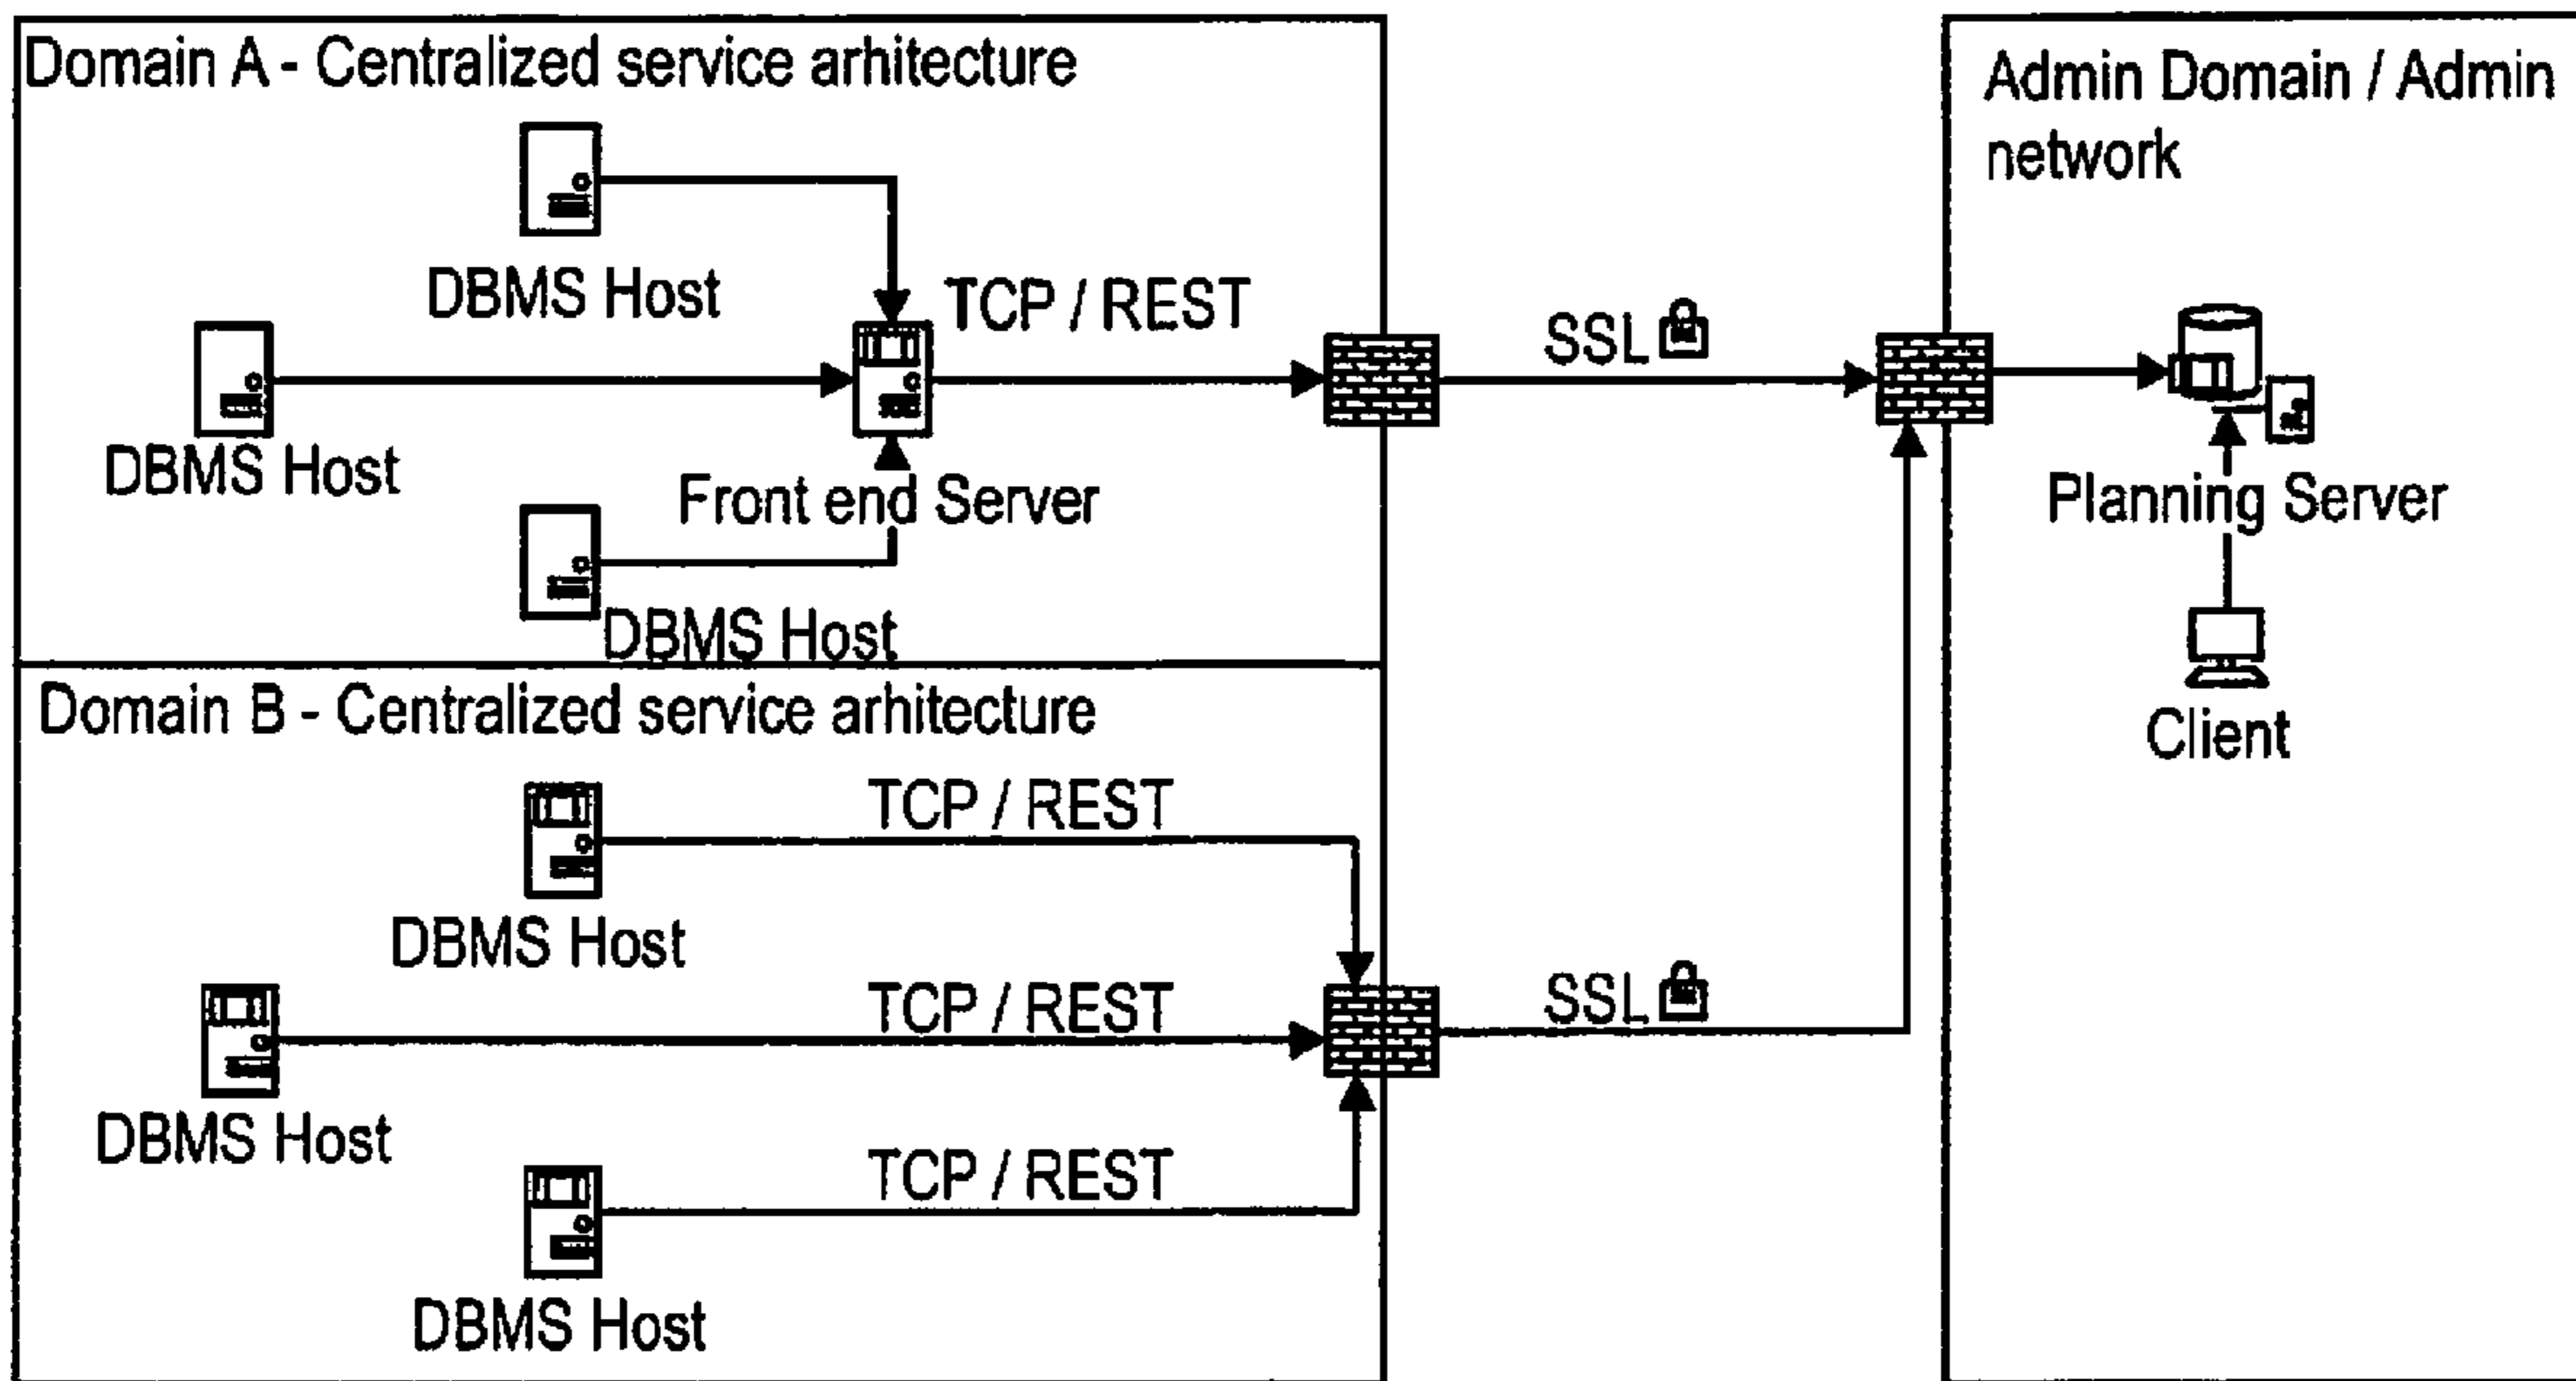 Domain A - Centralized service arhitecture
DBMS Host
TCP / REST
DBMS Host
Front end Server
DBMS Host
SSL
Admin Domain / Admin
network
Planning Server
Client
Domain B - Centralized service arhitecture
TCP / REST
DBMS Host
TCP / REST
SSL
DBMS Host
TCP / REST
DBMS Host